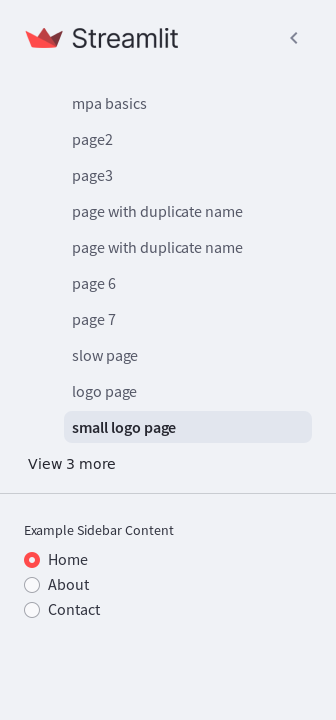 Streamlit
mpa basics
page2
page3
page with duplicate name
page with duplicate name
page 6
page 7
slow page
logo page
small logo page
View 3 more
Example Sidebar Content
Home
About
Contact